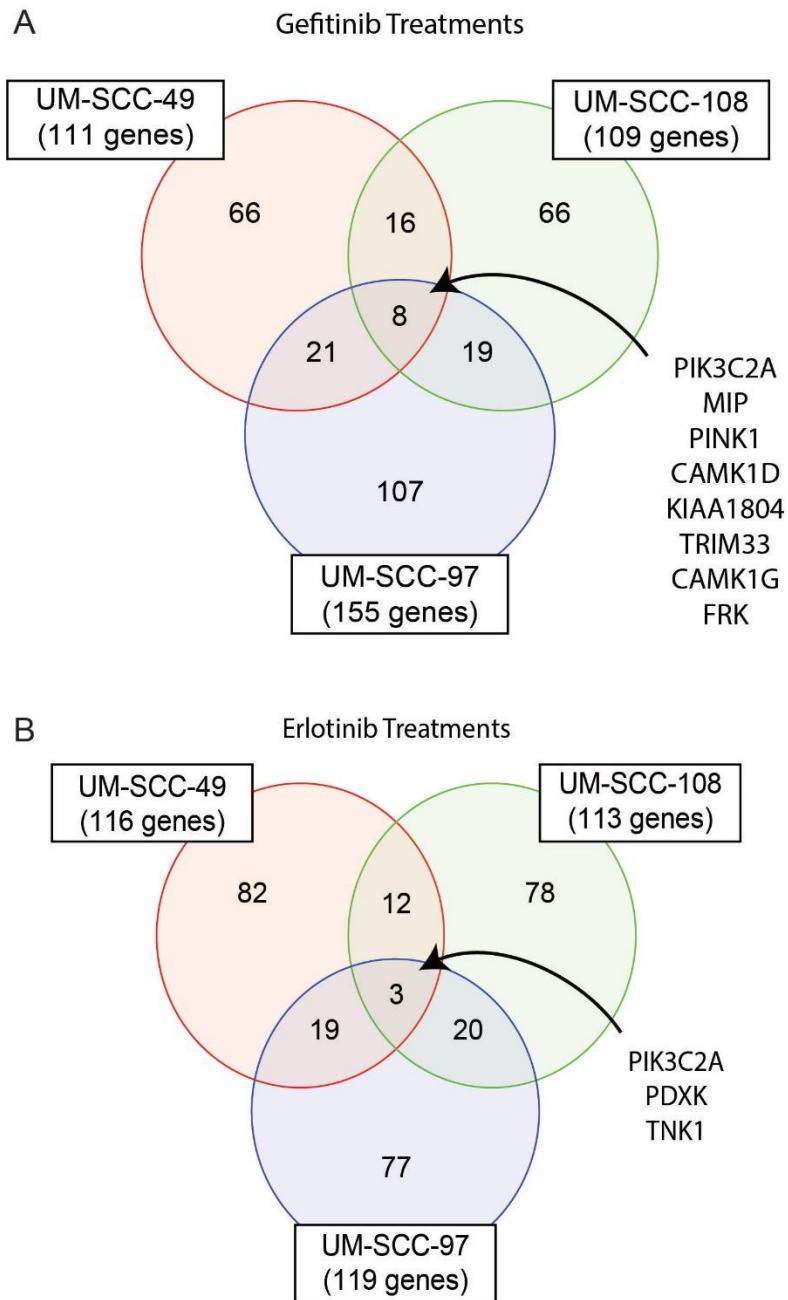 A
Gefitinib Treatments
UM-SCC-49
(111 genes)
UM-SCC-108
(109 genes)
66
16
66
8
21
19
PIK3C2A
MIP
PINK1
CAMK1D
KIAA1804
TRIM33
CAMK1G
FRK
107
UM-SCC-97
(155 genes)
B
Erlotinib Treatments
UM-SCC-49
(116 genes)
UM-SCC-108
(113 genes)
82
12
78
3
19
20
PIK3C2A
PDXK
TNK1
77
UM-SCC-97
(119 genes)